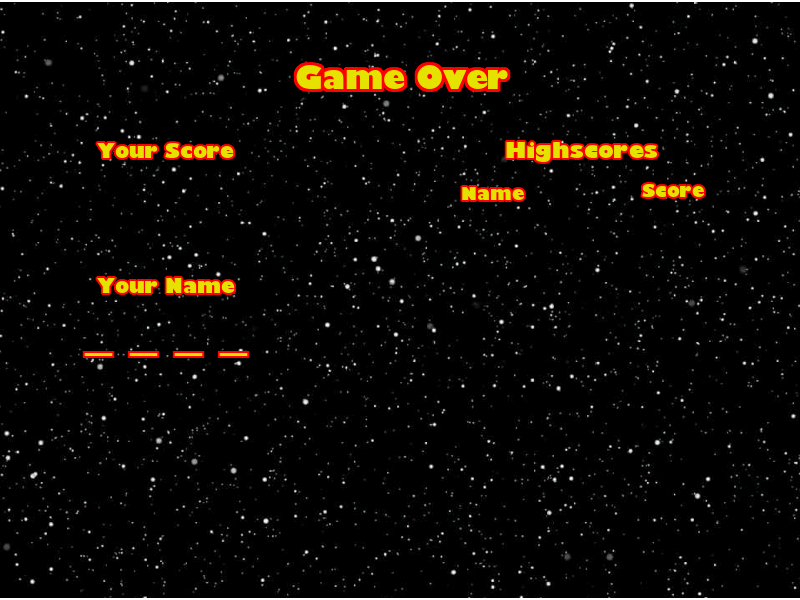 Game Over
Your Score
Highscores
Name
Score
Your Name
_ _ _ _